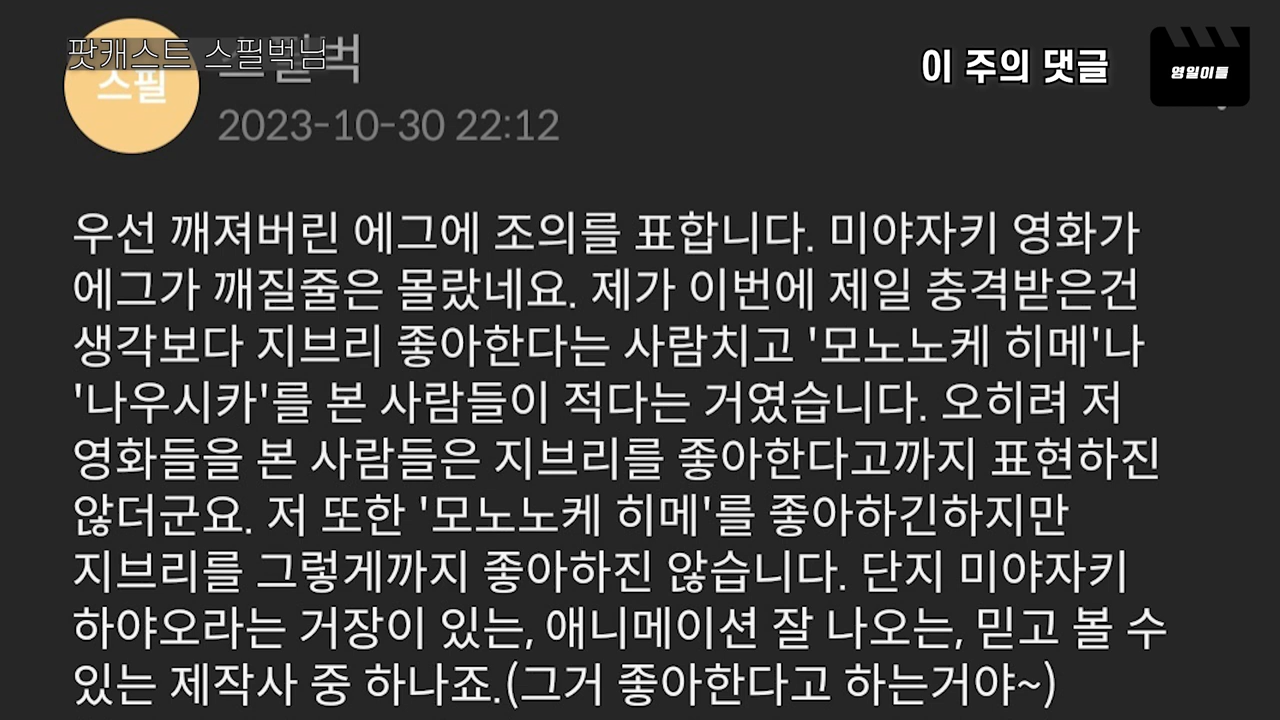 팟캐스트 스필벅님
스필벅
스필
2023-10-30 22:12
이 주의 댓글
영일이들
우선 깨져버린 에그에 조의를 표합니다. 미야자키 영화가
에그가 깨질줄은 몰랐네요. 제가 이번에 제일 충격받은건
생각보다 지브리 좋아한다는 사람치고 '모노노케 히메'나
'나우시카'를 본 사람들이 적다는 거였습니다. 오히려 저
영화들을 본 사람들은 지브리를 좋아한다고까지 표현하진
않더군요. 저 또한 '모노노케 히메'를 좋아하긴하지만
지브리를 그렇게까지 좋아하진 않습니다. 단지 미야자키
하야오라는 거장이 있는, 애니메이션 잘 나오는, 믿고 볼 수
있는 제작사 중 하나죠.(그거 좋아한다고 하는거야~)